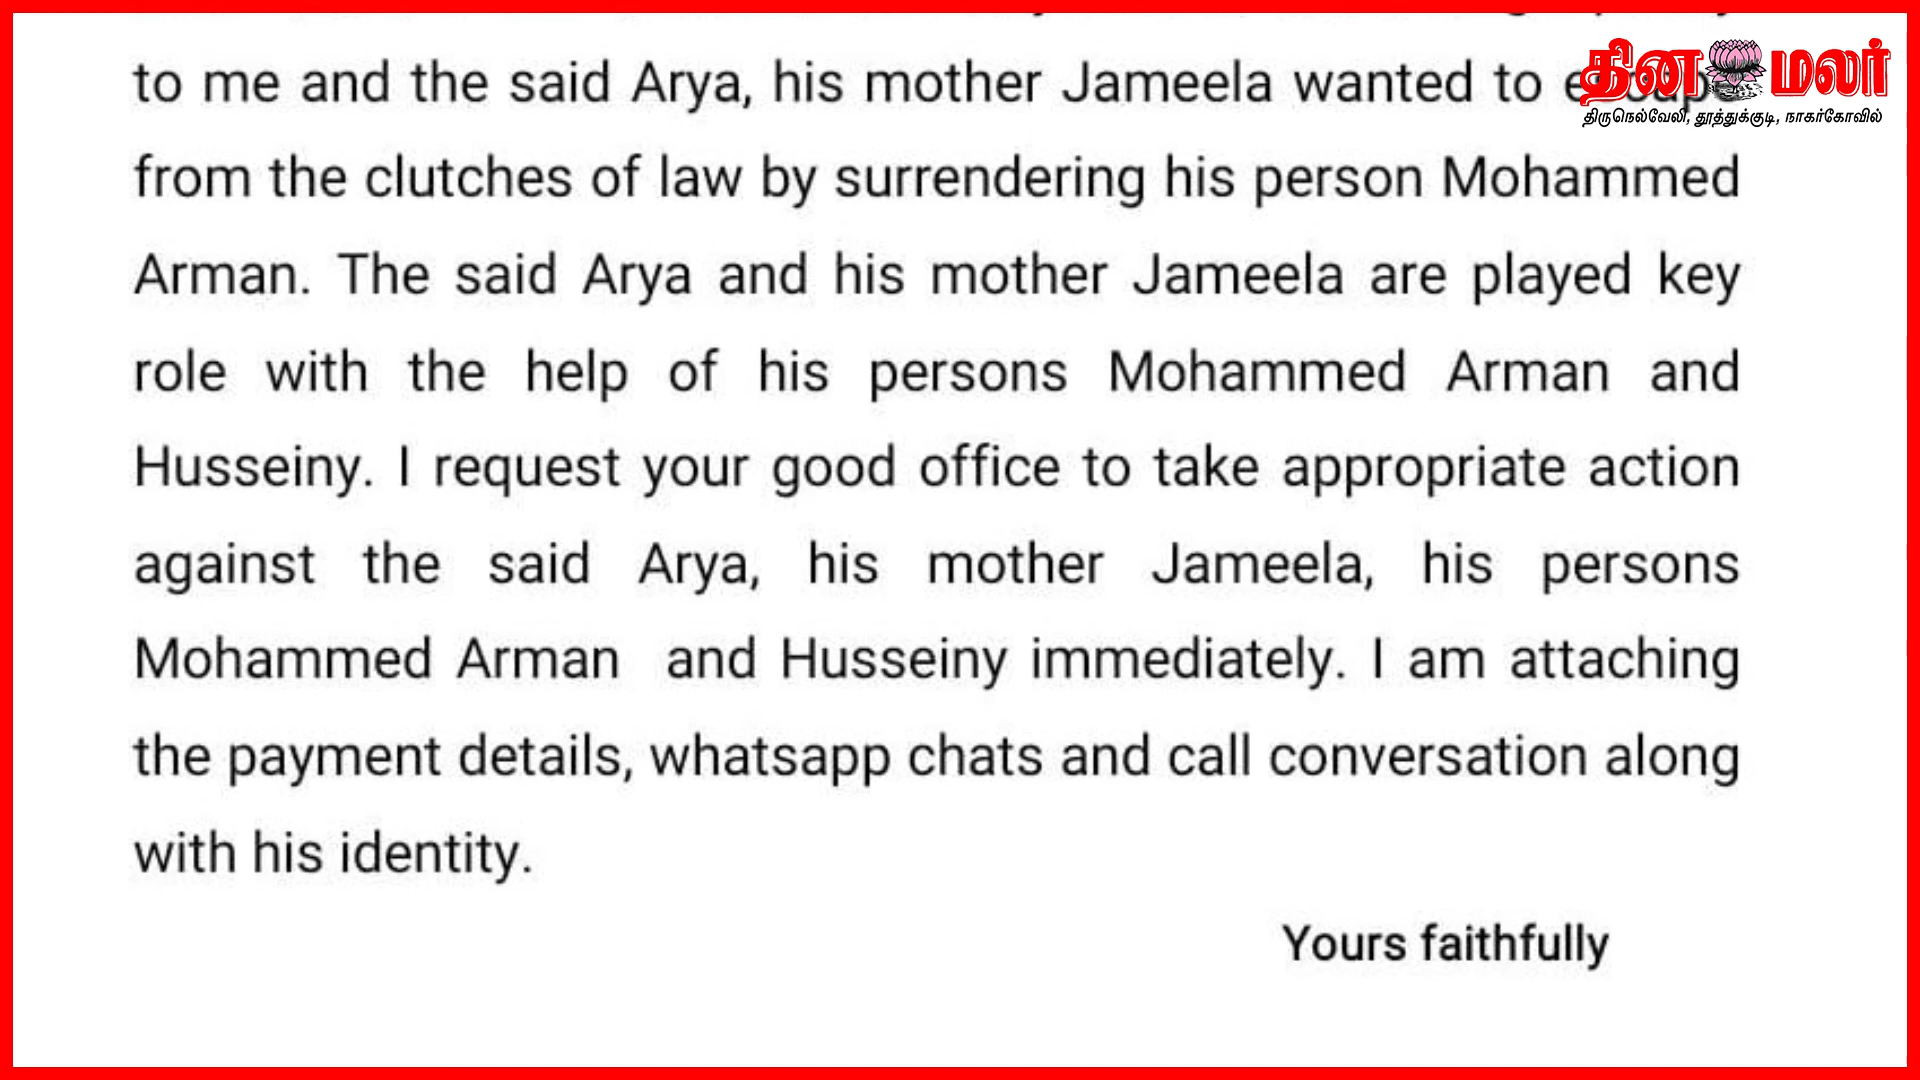 to me and the said Arya, his mother Jameela wanted to
தின மலர்
திருநெல்வேலி, தூத்துக்குடி, நாகர்கோவில்
from the clutches of law by surrendering his person Mohammed
Arman. The said Arya and his mother Jameela are played key
role with the help of his persons Mohammed Arman and
Husseiny. I request your good office to take appropriate action
against the said Arya, his mother Jameela, his persons
Mohammed Arman and Husseiny immediately. I am attaching
the payment details, whatsapp chats and call conversation along
with his identity.
Yours faithfully